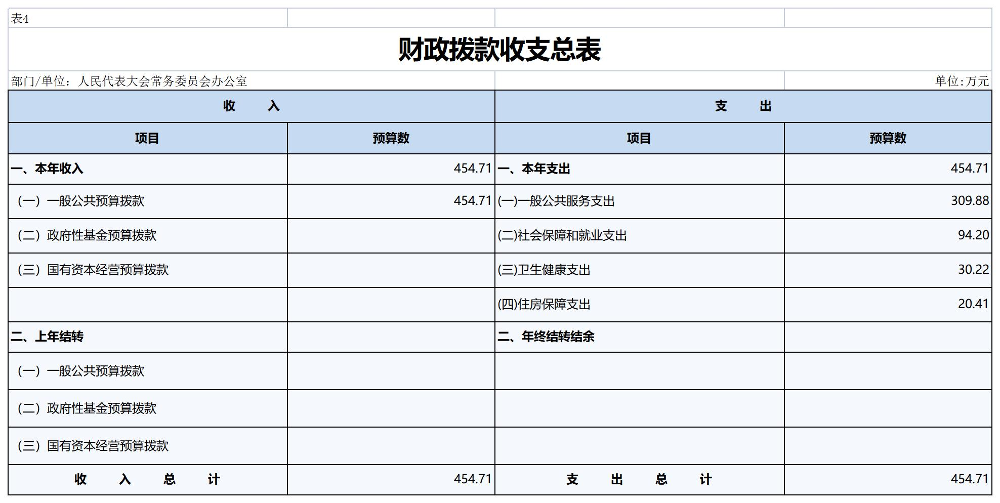 表4
财政拨款收支总表
部门/单位：人民代表大会常务委员会办公室 单位:万元
收 入 支 出
项目 预算数 项目 预算数
一、本年收入 454.71 一、本年支出 454.71
（一）一般公共预算拨款 454.71 (一)一般公共服务支出 309.88
（二）政府性基金预算拨款 (二)社会保障和就业支出 94.20
（三）国有资本经营预算拨款 (三)卫生健康支出 30.22
(四)住房保障支出 20.41
二、上年结转 二、年终结转结余
（一）一般公共预算拨款
（二）政府性基金预算拨款
（三）国有资本经营预算拨款
收 入 总 计 454.71 支 出 总 计 454.71